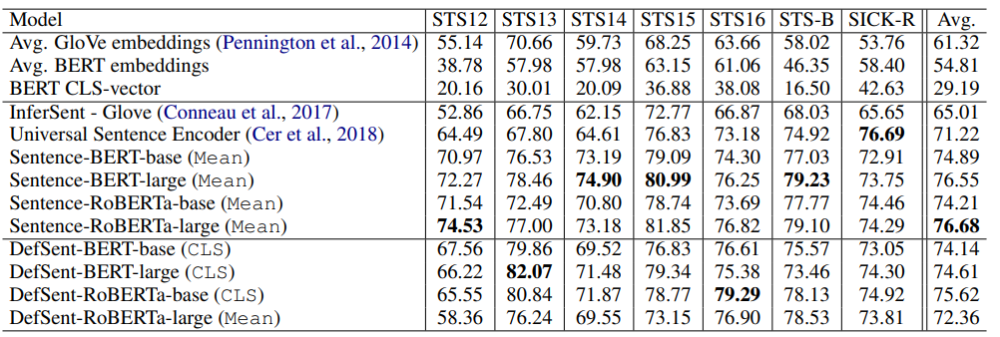 Model STS12 STS13 STS14 STS15 STS16 STS-B SICK-R Avg.
Avg. GloVe embeddings (Pennington et al., 2014) 55.14 70.66 59.73 68.25 63.66 58.02 53.76 61.32
Avg. BERT embeddings 38.78 57.98 57.98 63.15 61.06 46.35 58.40 54.81
BERT CLS-vector 20.16 30.01 20.09 36.88 38.08 16.50 42.63 29.19
InferSent - Glove (Conneau et al., 2017) 52.86 66.75 62.15 72.77 66.87 68.03 65.65 65.01
Universal Sentence Encoder (Cer et al., 2018) 64.49 67.80 64.61 76.83 73.18 74.92 76.69 71.22
Sentence-BERT-base (Mean) 70.97 76.53 73.19 79.09 74.30 77.03 72.91 74.89
Sentence-BERT-large (Mean) 72.27 78.46 74.90 80.99 76.25 79.23 73.75 76.55
Sentence-RoBERTa-base (Mean) 71.54 72.49 70.80 78.74 73.69 77.77 74.46 74.21
Sentence-RoBERTa-large (Mean) 74.53 77.00 73.18 81.85 76.82 79.10 74.29 76.68
DefSent-BERT-base (CLS) 67.56 79.86 69.52 76.83 76.61 75.57 73.05 74.14
DefSent-BERT-large (CLS) 66.22 82.07 71.48 79.34 75.38 73.46 74.30 74.61
DefSent-RoBERTa-base (CLS) 65.55 80.84 71.87 78.77 79.29 78.13 74.92 75.62
DefSent-RoBERTa-large (Mean) 58.36 76.24 69.55 73.15 76.90 78.53 73.81 72.36